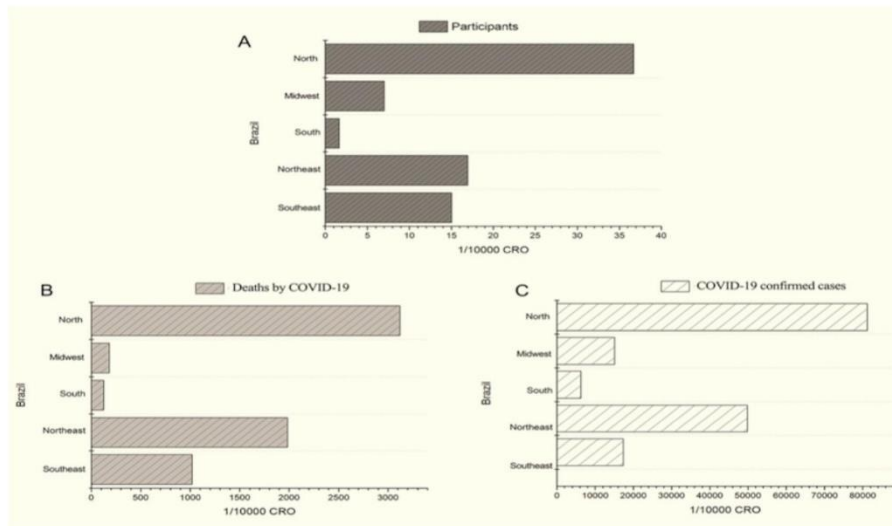 A
Participants
North
Midwest
South
Northeast
Southeast
Brazil
0 5 10 15 20 25 30 35 40
1/10000 CRO
B
Deaths by COVID-19
North
Midwest
South
Northeast
Southeast
Brazil
0 500 1000 1500 2000 2500 3000
1/10000 CRO
C
COVID-19 confirmed cases
North
Midwest
South
Northeast
Southeast
Brazil
0 10000 20000 30000 40000 50000 60000 70000 80000
1/10000 CRO